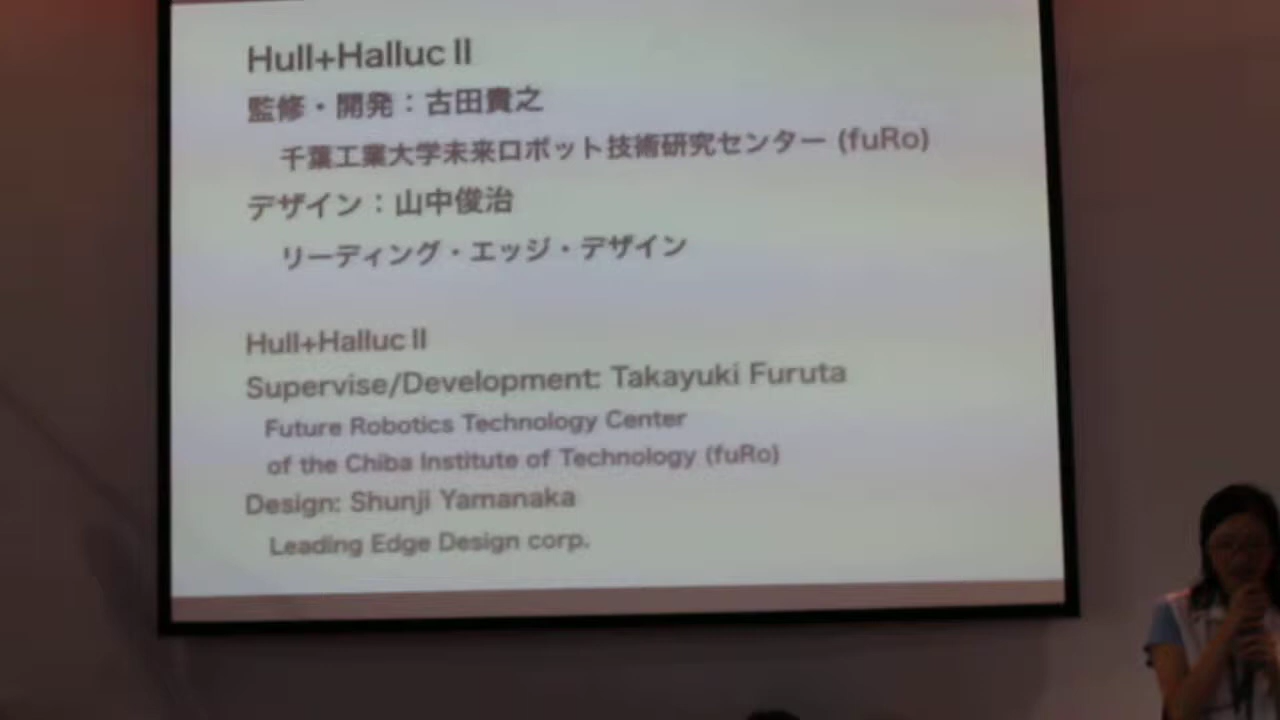 Hull+Halluc II
監修・開発：古田貴之
千葉工業大学未来ロボット技術研究センター (fuRo)
デザイン：山中俊治
リーディング・エッジ・デザイン
Hull+Halluc II
Supervise/Development: Takayuki Furuta
Future Robotics Technology Center
of the Chiba Institute of Technology (fuRo)
Design: Shunji Yamanaka
Leading Edge Design corp.